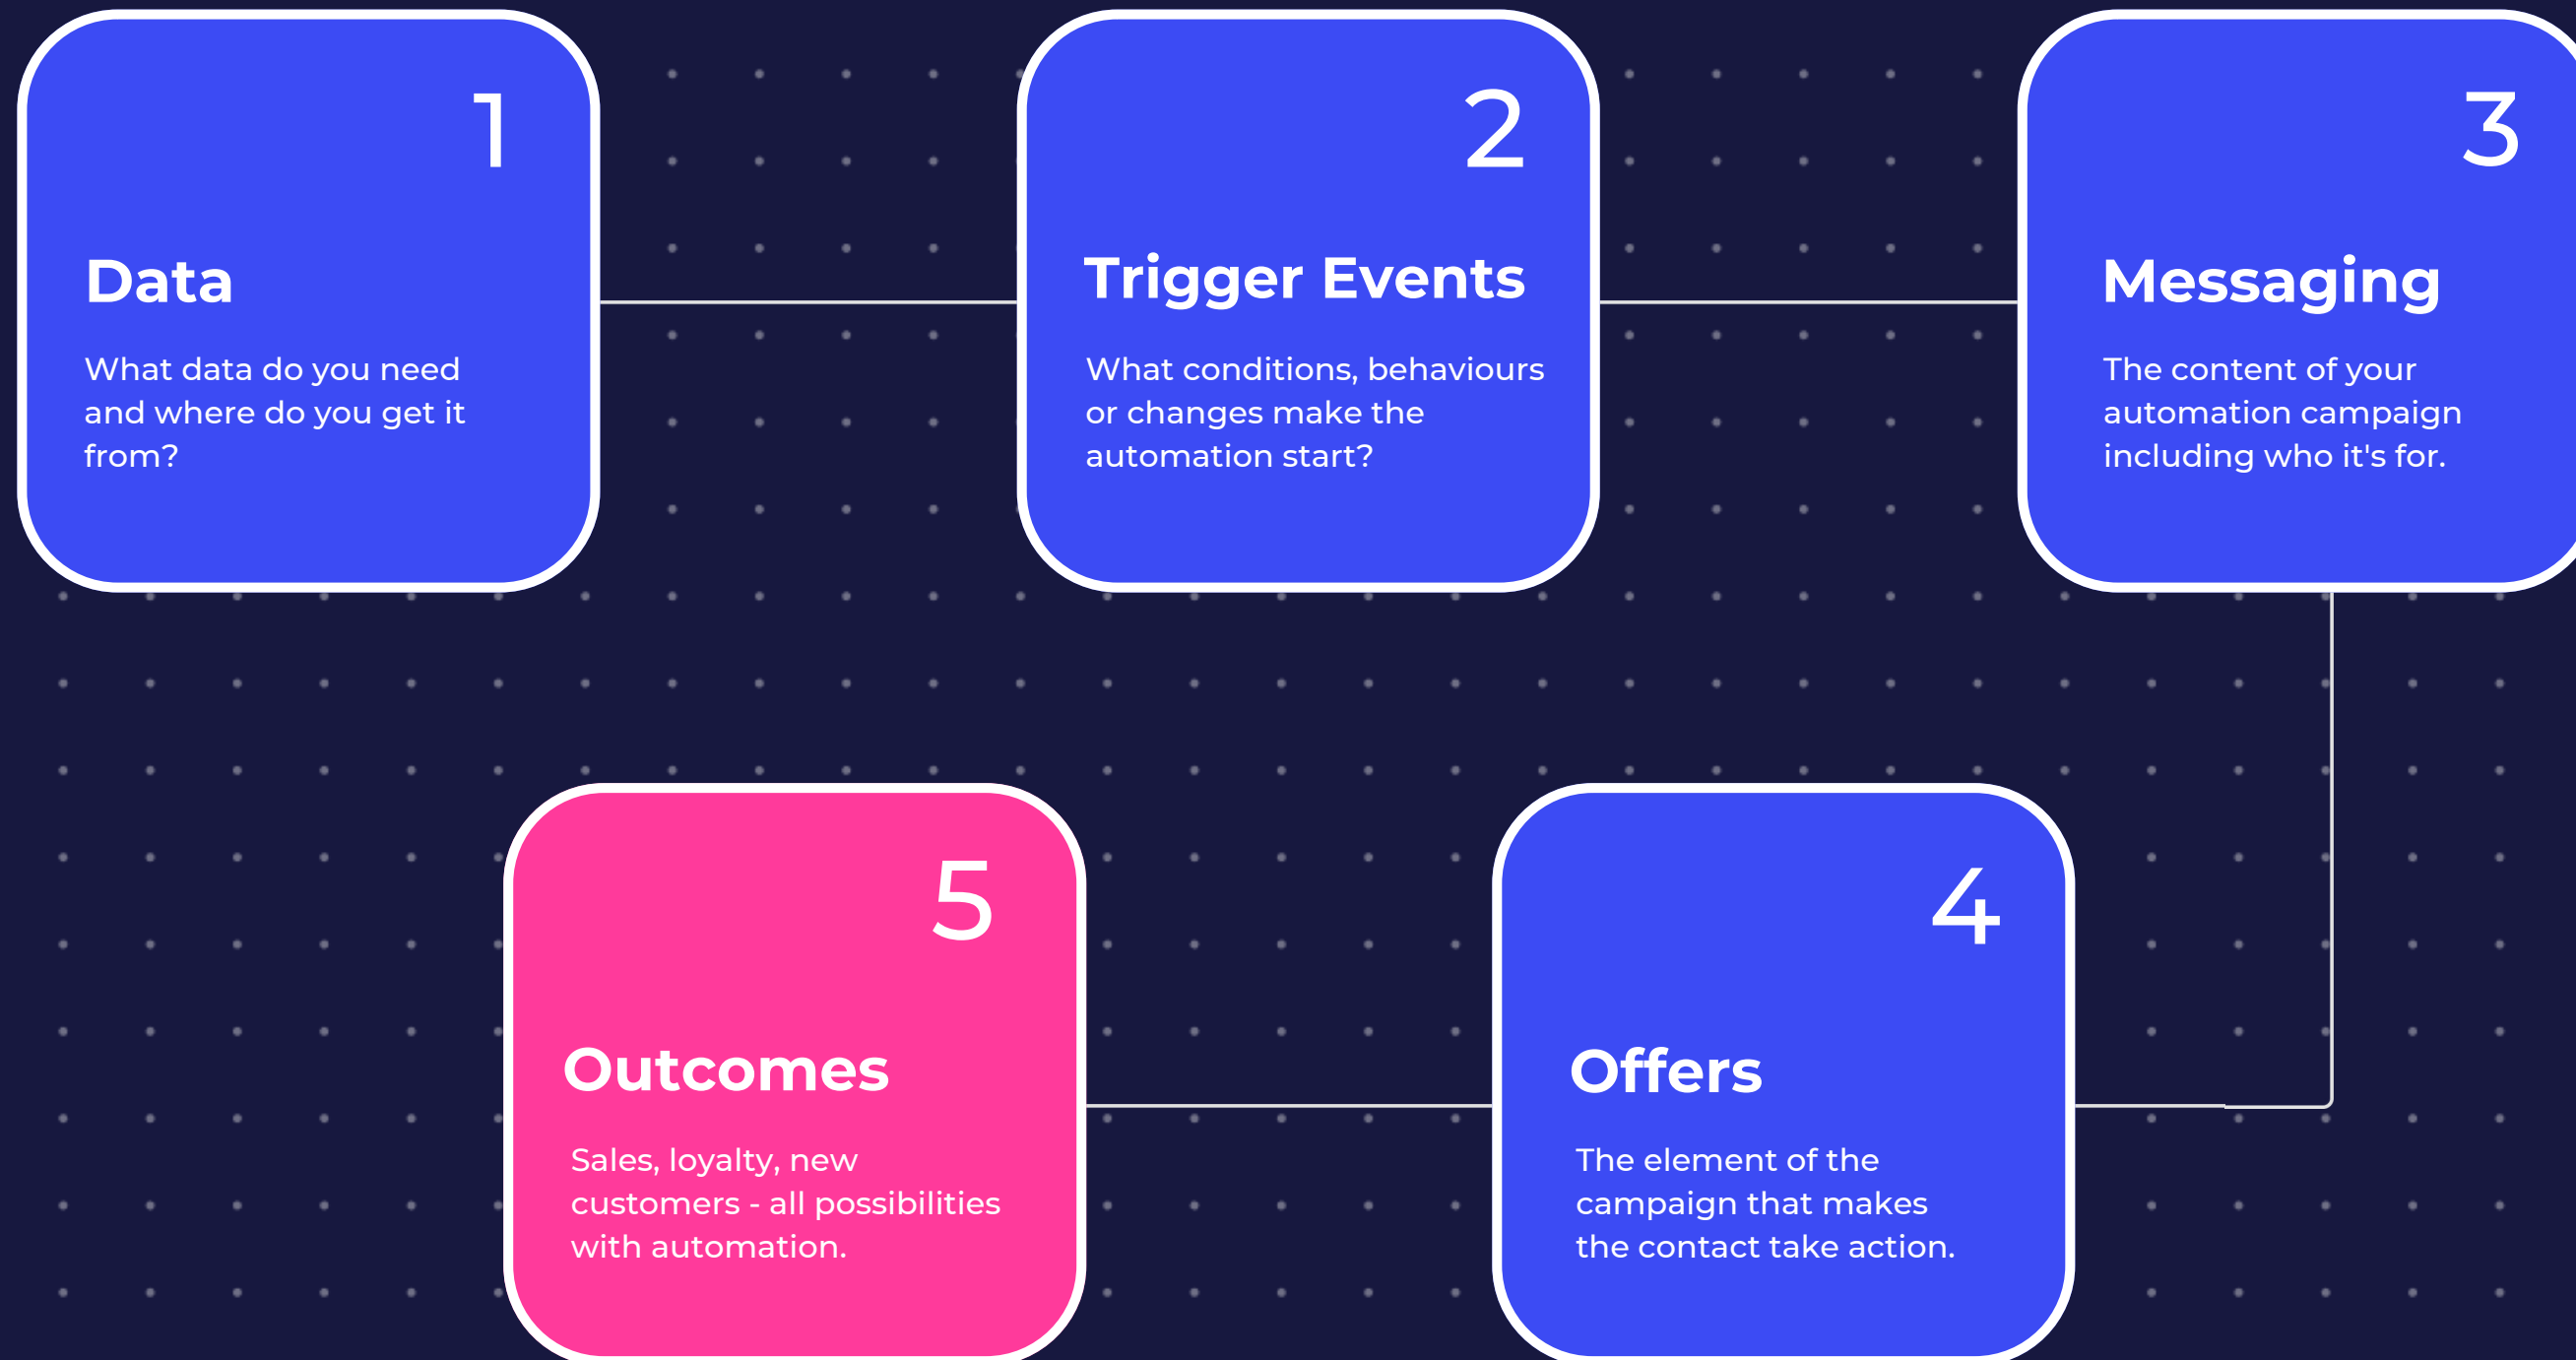 1
Data
What data do you need
and where do you get it
from?
2
Trigger Events
What conditions, behaviours
or changes make the
automation start?
3
Messaging
The content of your
automation campaign
including who it's for.
4
Offers
The element of the
campaign that makes
the contact take action.
5
Outcomes
Sales, loyalty, new
customers - all possibilities
with automation.